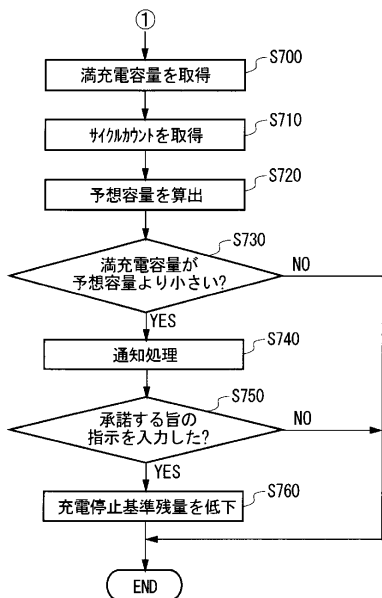 ①
満充電容量を取得
S700
サイクルカウントを取得
S710
予想容量を算出
S720
満充電容量が
予想容量より小さい?
S730
NO
YES
通知処理
S740
承諾する旨の
指示を入力した?
S750
NO
YES
充電停止基準残量を低下
S760
END